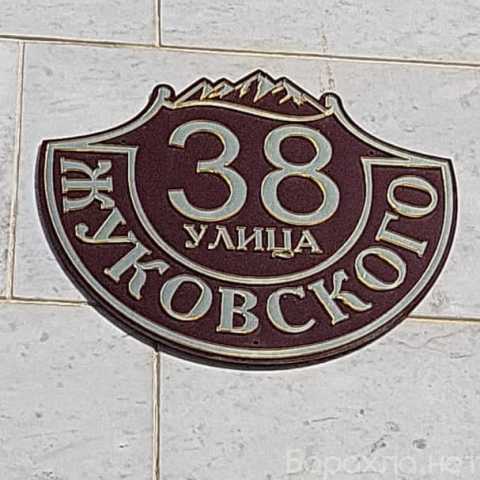 38
УЛИЦА
ЖУКОВСКОГО
Барахла.нет